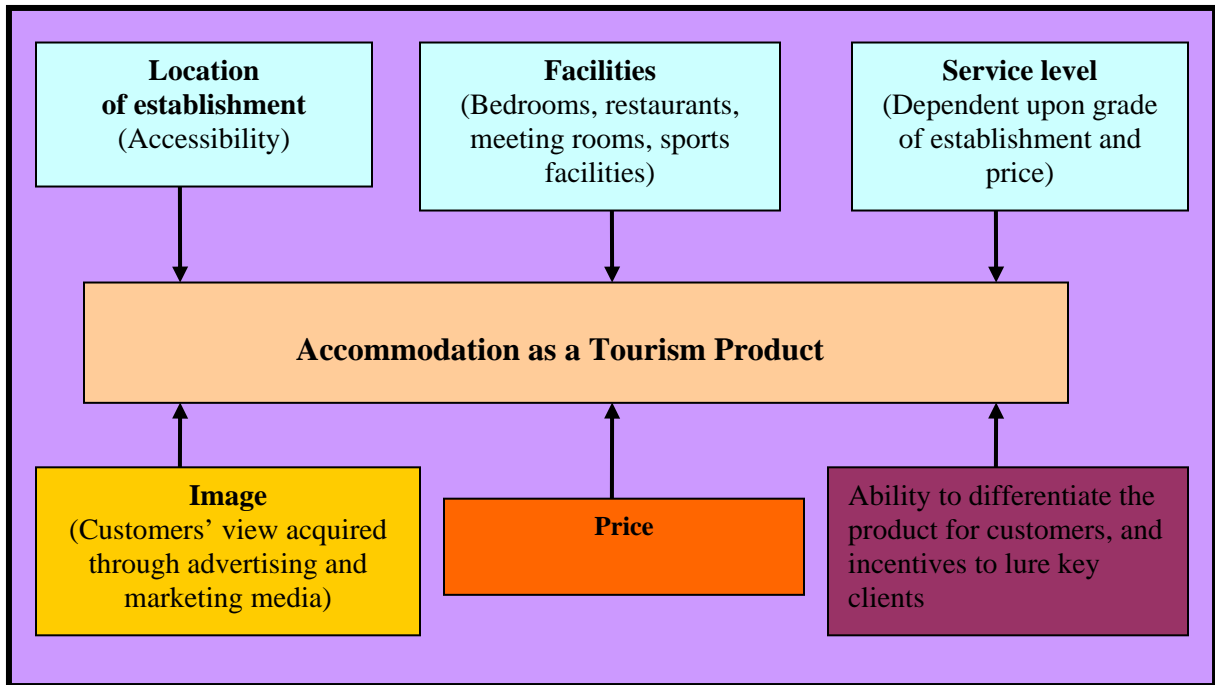 Location
of establishment
(Accessibility)
Facilities
(Bedrooms, restaurants,
meeting rooms, sports
facilities)
Service level
(Dependent upon grade
of establishment and
price)
Accommodation as a Tourism Product
Image
(Customers’ view acquired
through advertising and
marketing media)
Price
Ability to differentiate the
product for customers, and
incentives to lure key
clients